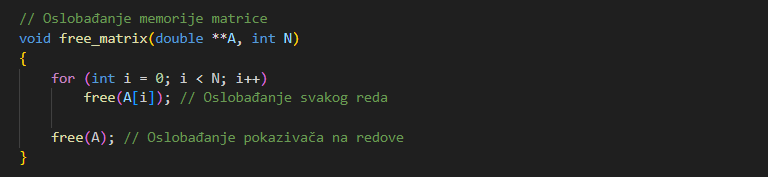 // Oslobađanje memorije matrice
void free_matrix(double **A, int N)
{
    for (int i = 0; i < N; i++)
        free(A[i]); // Oslobađanje svakog reda
    free(A); // Oslobađanje pokazivača na redove
}